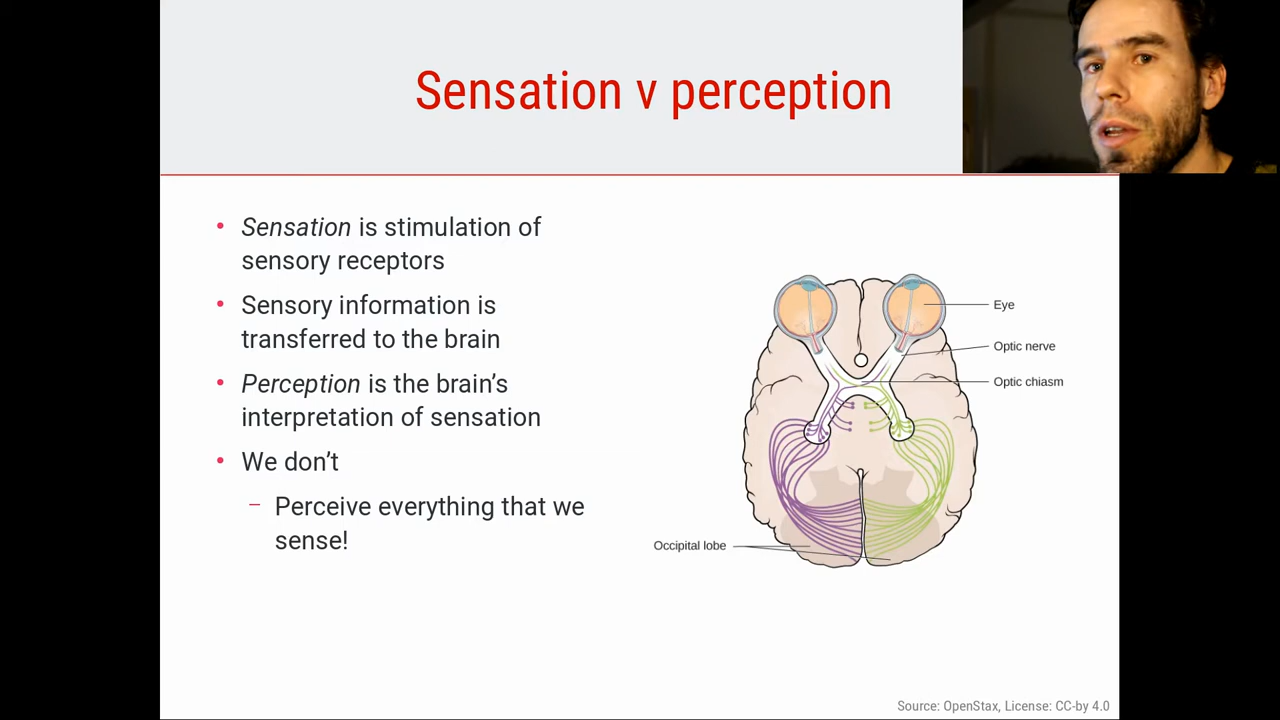 Sensation v perception
• Sensation is stimulation of
sensory receptors
• Sensory information is
transferred to the brain
• Perception is the brain’s
interpretation of sensation
• We don’t
– Perceive everything that we
sense!
Eye
Optic nerve
Optic chiasm
Occipital lobe
Source: OpenStax, License: CC-by 4.0